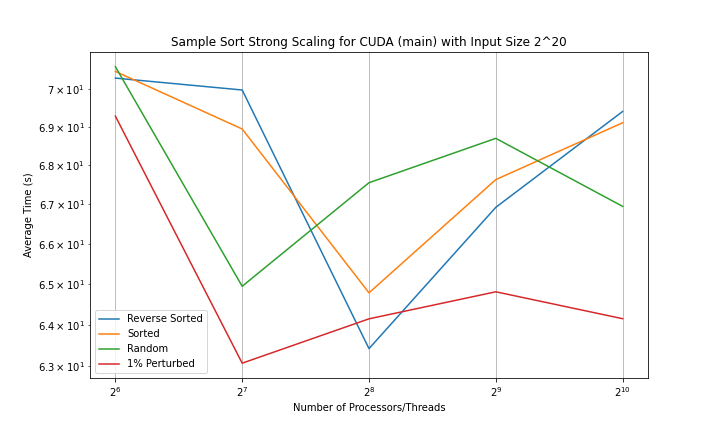 Sample Sort Strong Scaling for CUDA (main) with Input Size 2^20
7 × 10¹
6.9 × 10¹
6.8 × 10¹
6.7 × 10¹
6.6 × 10¹
6.5 × 10¹
6.4 × 10¹
6.3 × 10¹
Average Time (s)
Reverse Sorted
Sorted
Random
1% Perturbed
2⁶ 2⁷ 2⁸ 2⁹ 2¹⁰
Number of Processors/Threads